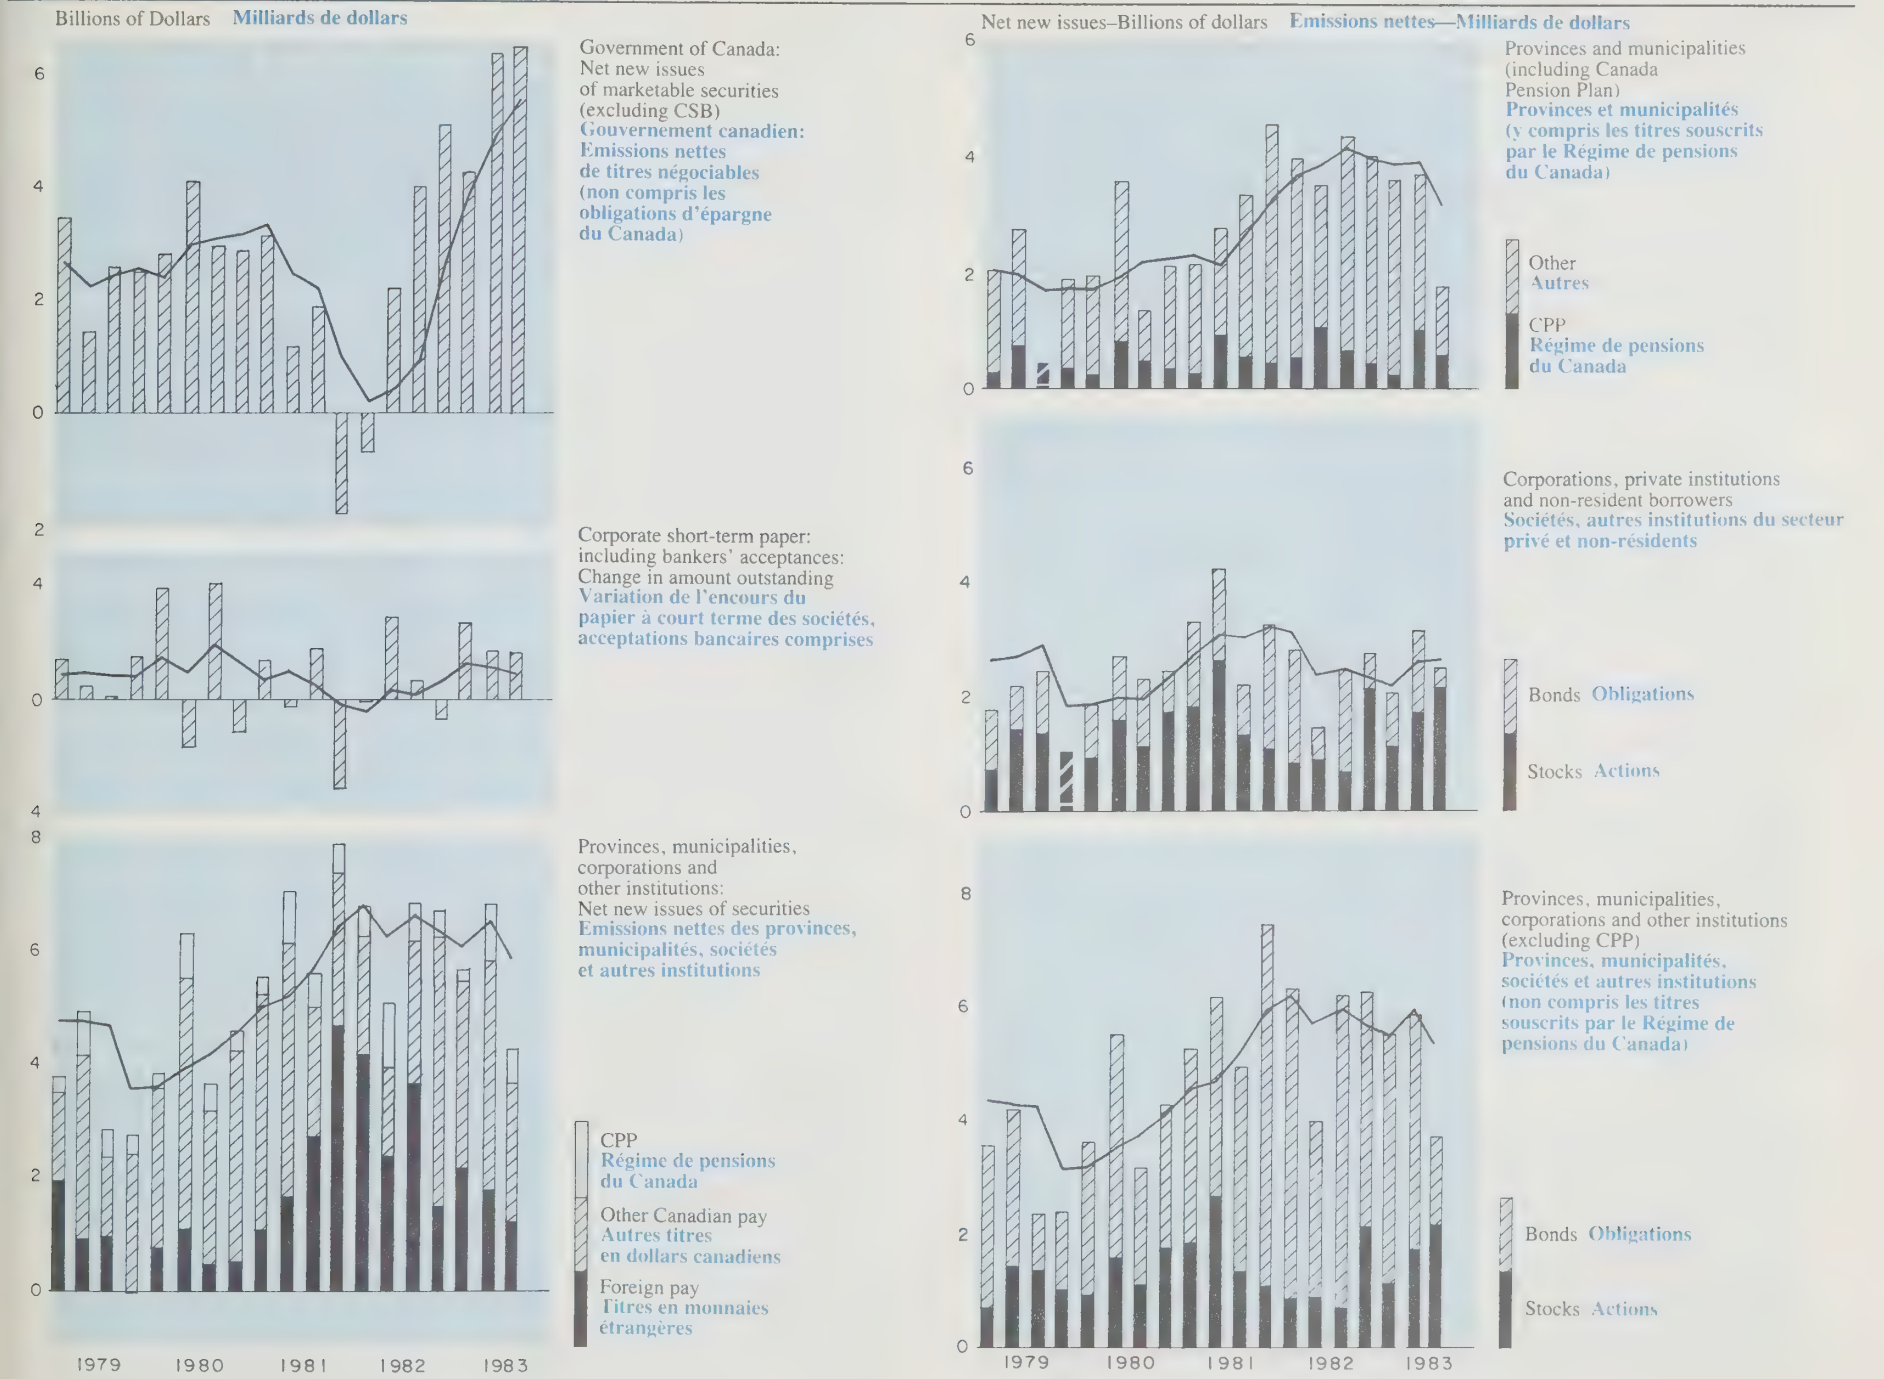 Billions of Dollars Milliards de dollars
6
4
2
0
2
Government of Canada:
Net new issues
of marketable securities
(excluding CSB)
Gouvernement canadien:
Emissions nettes
de titres négociables
(non compris les
obligations d'épargne
du Canada)
4
0
4
Corporate short-term paper:
including bankers' acceptances:
Change in amount outstanding
Variation de l'encours du
papier à court terme des sociétés,
acceptations bancaires comprises
8
6
4
2
0
Provinces, municipalities,
corporations and
other institutions:
Net new issues of securities
Emissions nettes des provinces,
municipalités, sociétés
et autres institutions
CPP
Régime de pensions
du Canada
Other Canadian pay
Autres titres
en dollars canadiens
Foreign pay
Titres en monnaies
étrangères
1979 1980 1981 1982 1983
Net new issues–Billions of dollars Emissions nettes—Milliards de dollars
6
4
2
0
Provinces and municipalities
(including Canada
Pension Plan)
Provinces et municipalités
(y compris les titres souscrits
par le Régime de pensions
du Canada)
Other
Autres
CPP
Régime de pensions
du Canada
6
4
2
0
Corporations, private institutions
and non-resident borrowers
Sociétés, autres institutions du secteur
privé et non-résidents
Bonds Obligations
Stocks Actions
8
6
4
2
0
Provinces, municipalities,
corporations and other institutions
(excluding CPP)
Provinces, municipalités,
sociétés et autres institutions
(non compris les titres
souscrits par le Régime de
pensions du Canada)
Bonds Obligations
Stocks Actions
1979 1980 1981 1982 1983